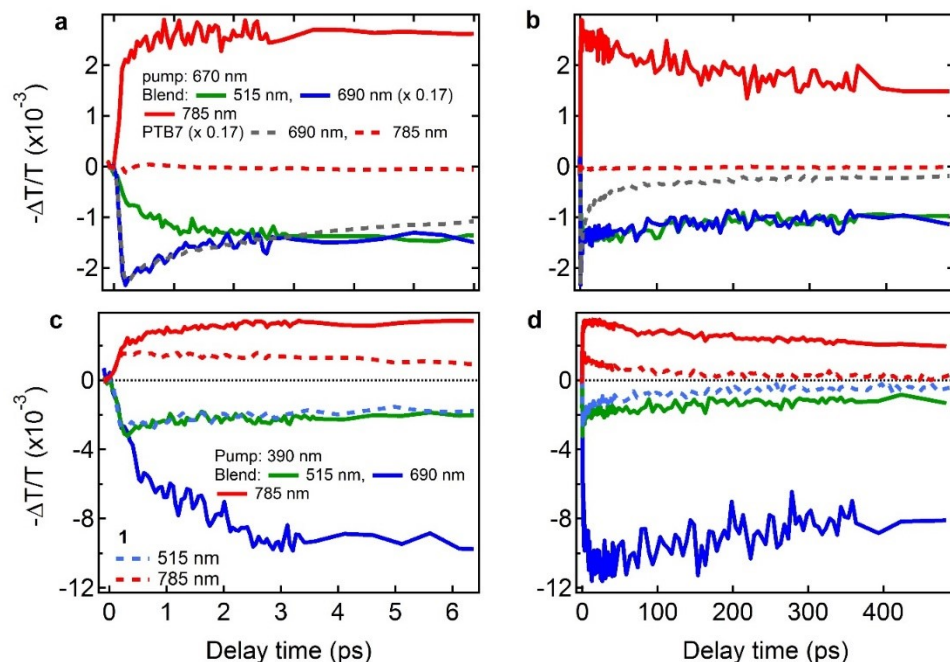 a
b
-ΔT/T (x10⁻³)
2
1
0
-1
-2
pump: 670 nm
Blend: 515 nm, 690 nm (x 0.17)
785 nm
PTB7 (x 0.17) 690 nm, 785 nm
2
0
-2
c
d
-ΔT/T (x10⁻³)
0
-4
-8
-12
Pump: 390 nm
Blend: 515 nm, 690 nm
785 nm
1
515 nm
785 nm
0
-4
-8
-12
0 1 2 3 4 5 6
0 100 200 300 400
Delay time (ps)
Delay time (ps)